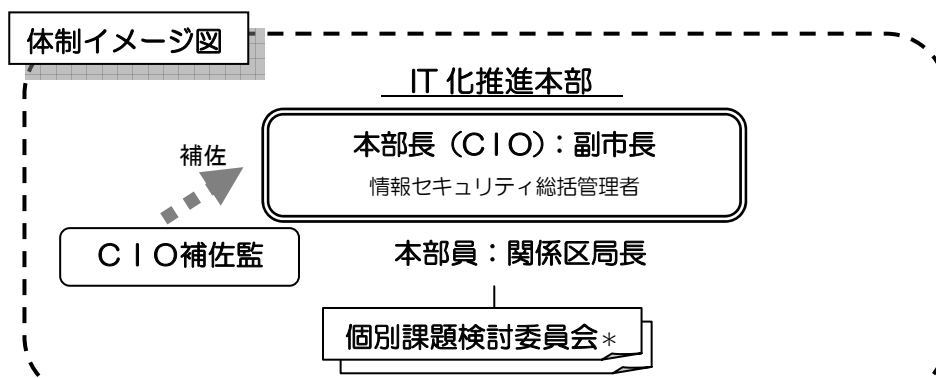 体制イメージ図
IT 化推進本部
本部長（ＣＩＯ）：副市長
情報セキュリティ総括管理者
補佐
ＣＩＯ補佐監
本部員：関係区局長
個別課題検討委員会＊